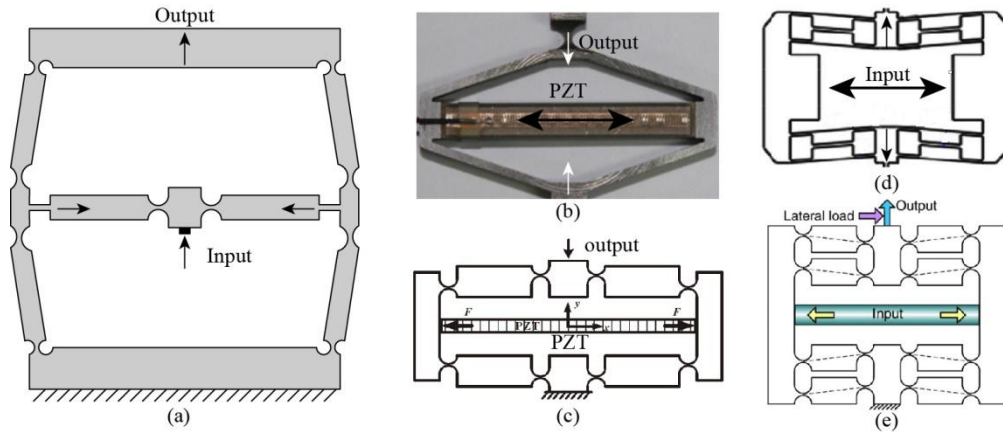 Output
Input
(a)
Output
PZT
(b)
output
F
y
F
PZT
x
PZT
(c)
Input
(d)
Lateral load
Output
Input
(e)